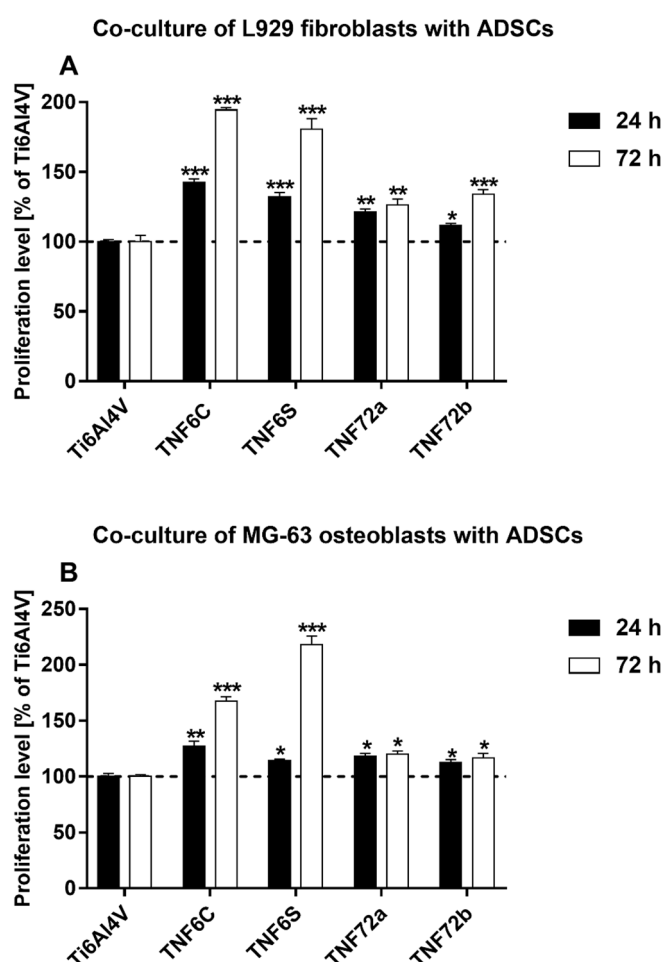 Co-culture of L929 fibroblasts with ADSCs
A
Proliferation level [% of Ti6Al4V]
200
150
100
50
0
***
***
***
***
**
**
*
***
24 h
72 h
Ti6Al4V
TNF6C
TNF6S
TNF72a
TNF72b
Co-culture of MG-63 osteoblasts with ADSCs
B
Proliferation level [% of Ti6Al4V]
250
200
150
100
50
0
**
***
*
***
*
*
*
*
24 h
72 h
Ti6Al4V
TNF6C
TNF6S
TNF72a
TNF72b